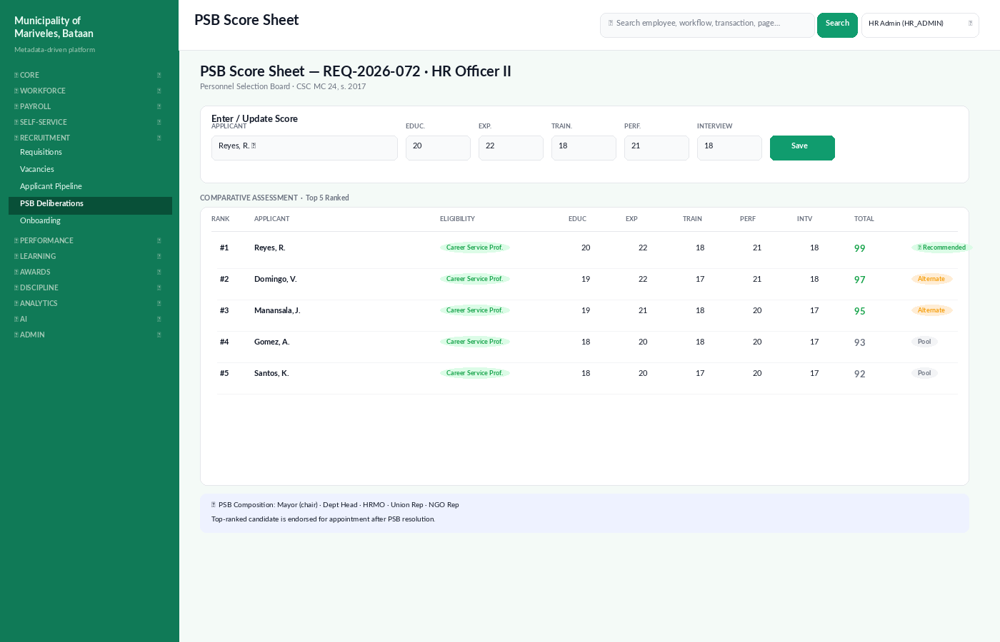 Municipality of
Mariveles, Bataan
Metadata-driven platform
CORE
WORKFORCE
PAYROLL
SELF-SERVICE
RECRUITMENT
Requisitions
Vacancies
Applicant Pipeline
PSB Deliberations
Onboarding
PERFORMANCE
LEARNING
AWARDS
DISCIPLINE
ANALYTICS
AI
ADMIN
PSB Score Sheet
Search employee, workflow, transaction, page...
Search
HR Admin (HR_ADMIN)
PSB Score Sheet — REQ-2026-072 · HR Officer II
Personnel Selection Board · CSC MC 24, s. 2017
Enter / Update Score
APPLICANT EDUC. EXP. TRAIN. PERF. INTERVIEW
Reyes, R. 20 22 18 21 18 Save
COMPARATIVE ASSESSMENT · Top 5 Ranked
RANK APPLICANT ELIGIBILITY EDUC EXP TRAIN PERF INTV TOTAL
#1 Reyes, R. Career Service Prof. 20 22 18 21 18 99 Recommended
#2 Domingo, V. Career Service Prof. 19 22 17 21 18 97 Alternate
#3 Manansala, J. Career Service Prof. 19 21 18 20 17 95 Alternate
#4 Gomez, A. Career Service Prof. 18 20 18 20 17 93 Pool
#5 Santos, K. Career Service Prof. 18 20 17 20 17 92 Pool
PSB Composition: Mayor (chair) · Dept Head · HRMO · Union Rep · NGO Rep
Top-ranked candidate is endorsed for appointment after PSB resolution.